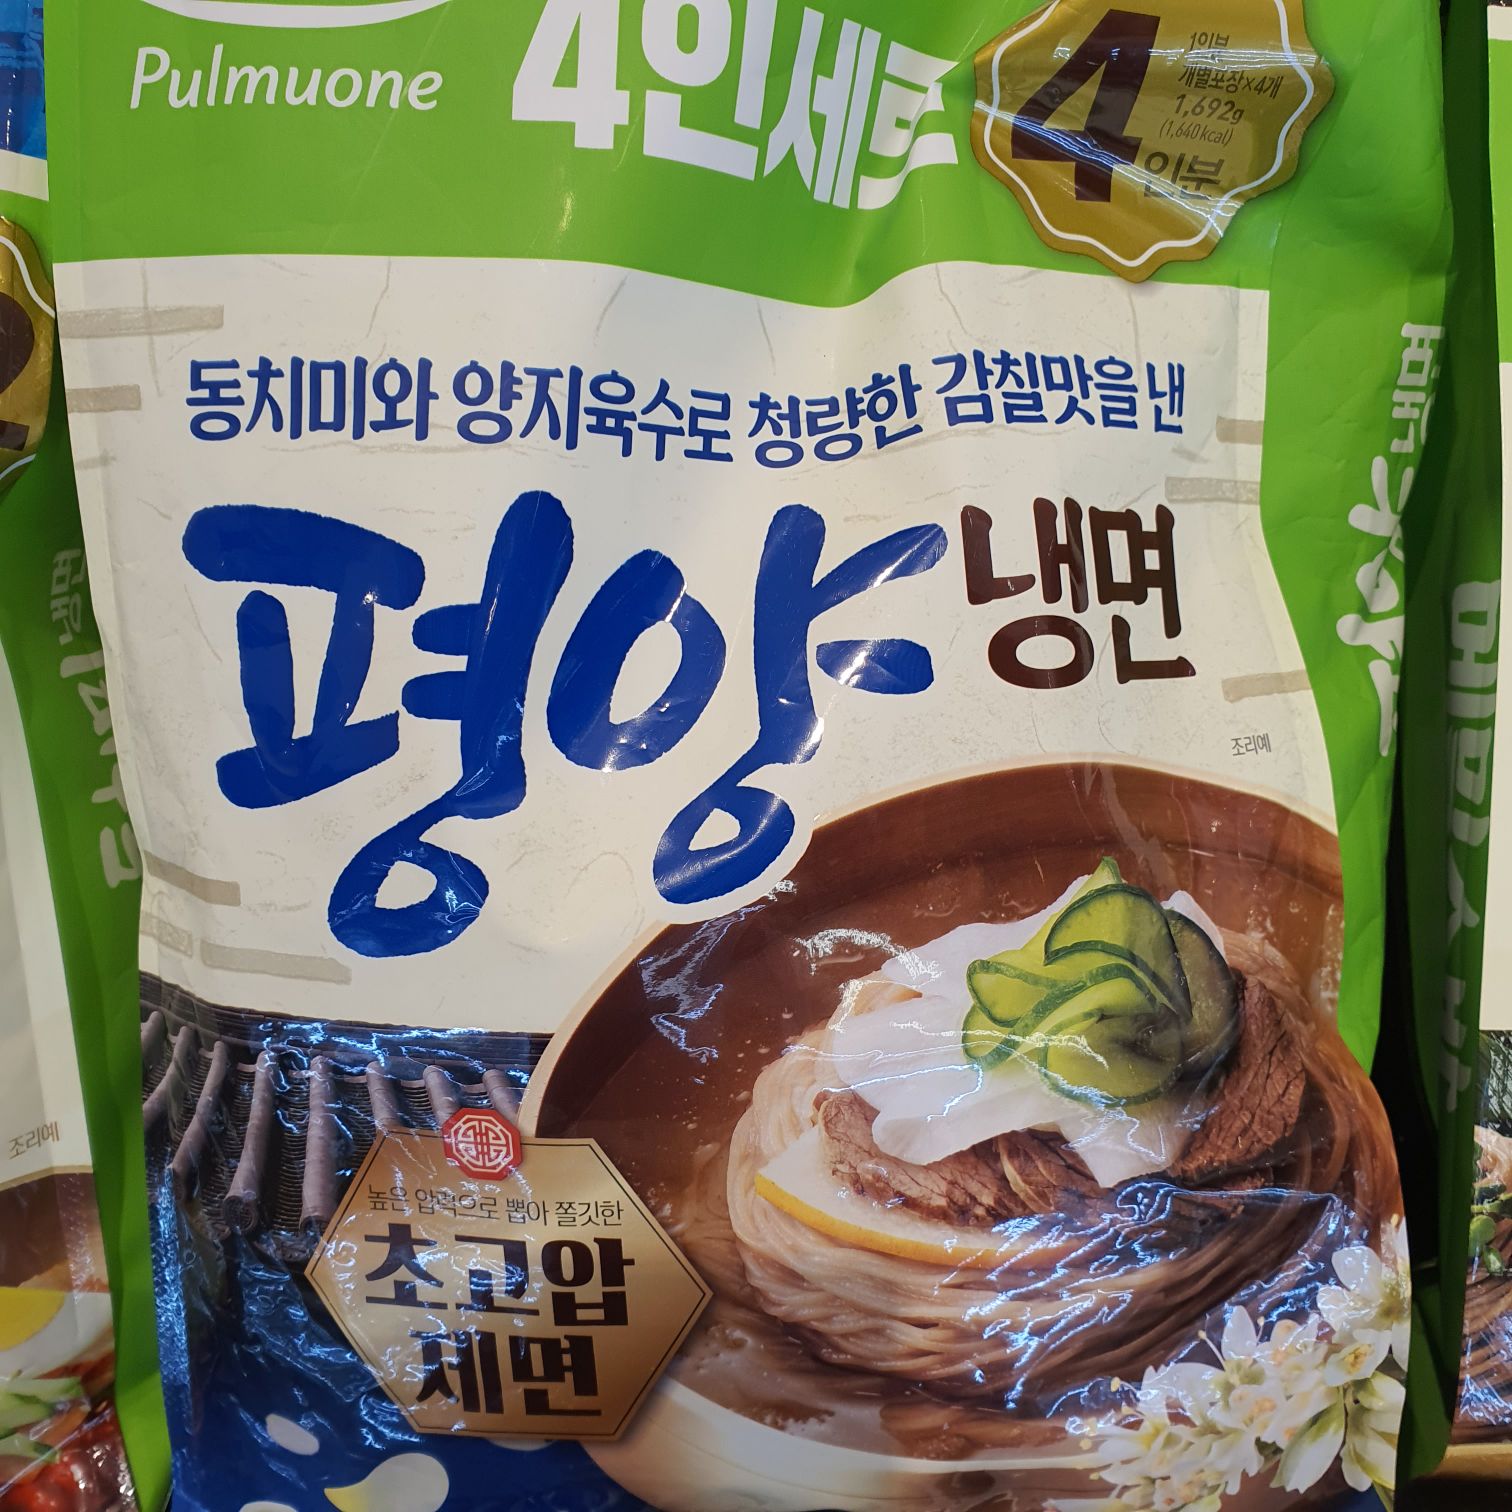 Pulmuone
4인세트
4인분
1인분
개별포장x4개
1,692g
(1,640kcal)
동치미와 양지육수로 청량한 감칠맛을 낸
평양
냉면
조리예
높은 압력으로 뽑아 쫄깃한
초고압
제면
조리예